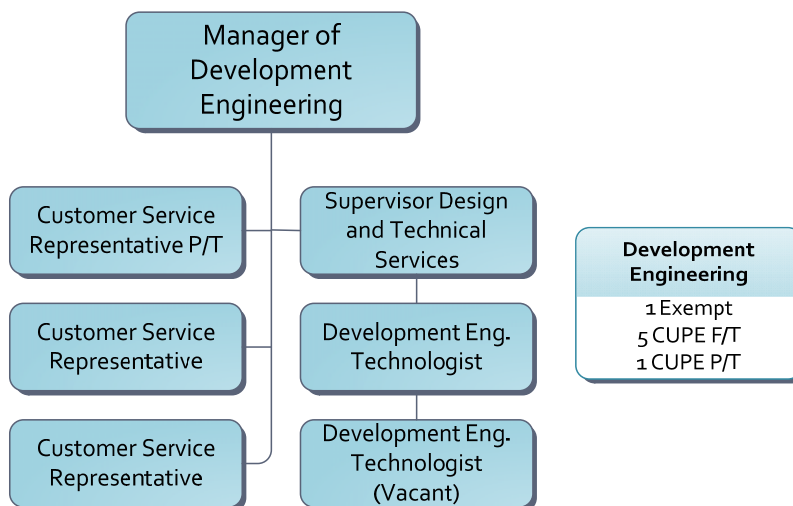 Manager of
Development
Engineering
Customer Service
Representative P/T
Supervisor Design
and Technical
Services
Customer Service
Representative
Development Eng.
Technologist
Customer Service
Representative
Development Eng.
Technologist
(Vacant)
Development
Engineering
1 Exempt
5 CUPE F/T
1 CUPE P/T